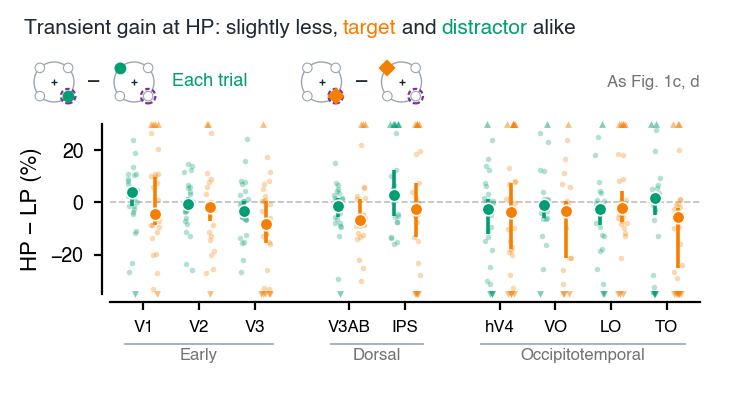 Transient gain at HP: slightly less, target and distractor alike
Each trial
As Fig. 1c, d
HP − LP (%)
20
0
−20
V1 V2 V3 V3AB IPS hV4 VO LO TO
Early Dorsal Occipitotemporal